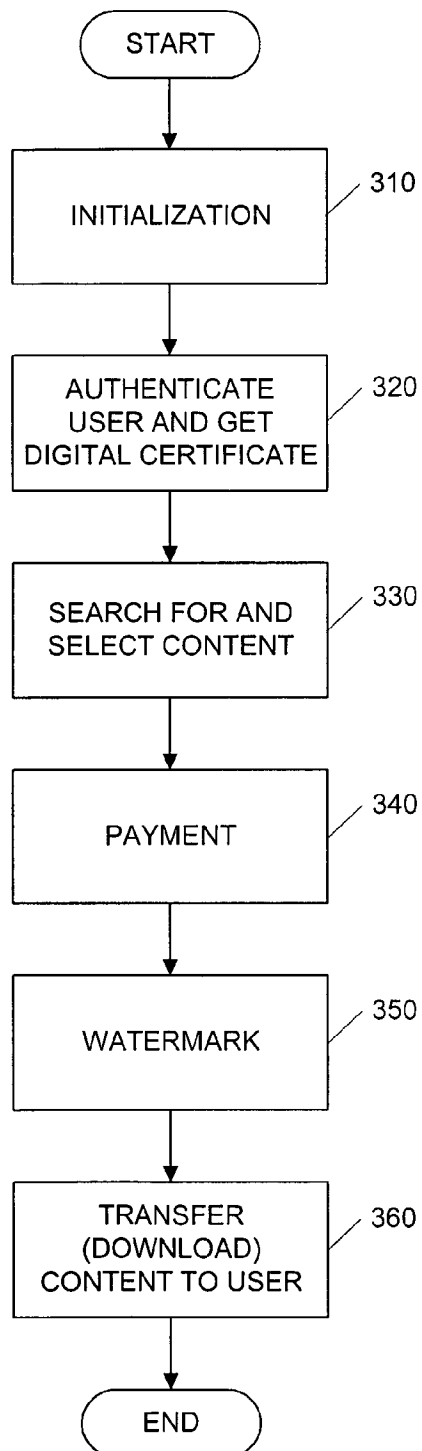 START
INITIALIZATION
310
AUTHENTICATE
USER AND GET
DIGITAL CERTIFICATE
320
SEARCH FOR AND
SELECT CONTENT
330
PAYMENT
340
WATERMARK
350
TRANSFER
(DOWNLOAD)
CONTENT TO USER
360
END